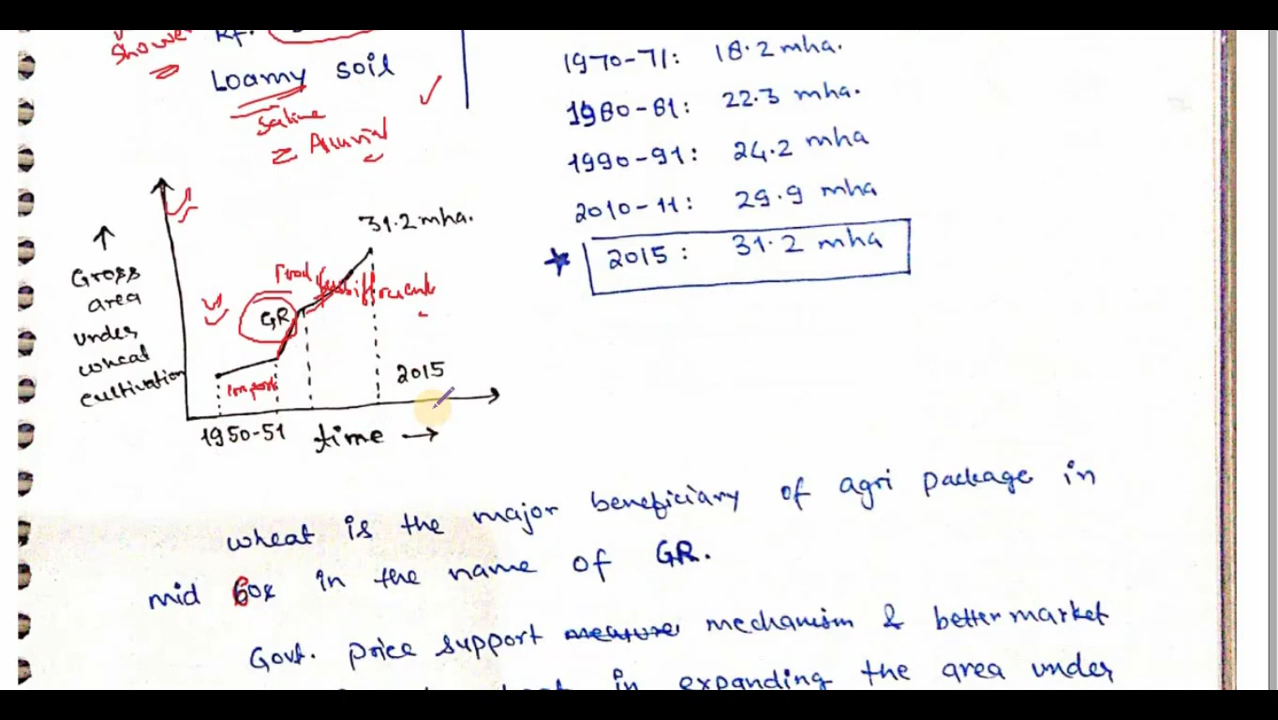 Shower
Rf.
Loamy soil
Saline
Alluvial
1970-71: 18.2 mha.
1980-81: 22.3 mha.
1990-91: 24.2 mha
2010-11: 29.9 mha
2015: 31.2 mha
31.2 mha.
Gross
area
under
wheat
cultivation
GR
Import
2015
1950-51 time →
wheat is the major beneficiary of agri package in
mid 60s in the name of GR.
Govt. price support measure mechanism & better market
in expanding the area under